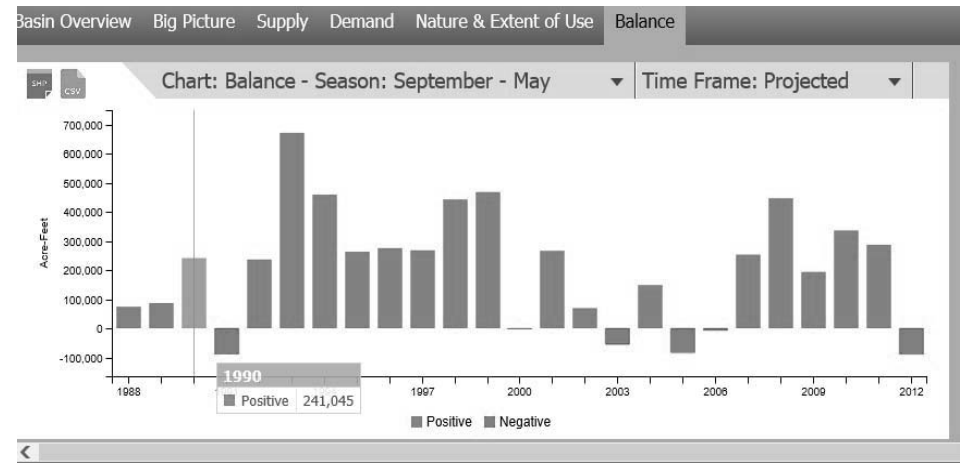 Basin Overview Big Picture Supply Demand Nature & Extent of Use Balance
SHP CSV Chart: Balance - Season: September - May Time Frame: Projected
700,000
600,000
500,000
400,000
300,000
200,000
100,000
0
-100,000
Acre-Feet
1988 1997 2000 2003 2006 2009 2012
1990
Positive 241,045
Positive Negative